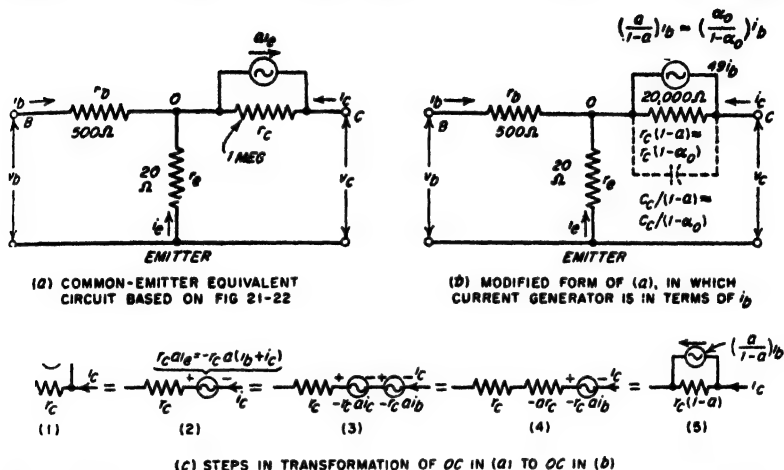 (a/1-a)ib ≈ (α0/1-α0)ib
aie
49ib
ib
rb
O
ic
C
B
500Ω
rc
1 MEG
20
Ω
re
ie
vb
vc
EMITTER
ib
rb
O
20,000Ω
ic
C
B
500Ω
rc(1-a)≈
rc(1-α0)
20
Ω
re
ie
Cc/(1-a)≈
Cc/(1-α0)
vb
vc
EMITTER
(a) COMMON-EMITTER EQUIVALENT
CIRCUIT BASED ON FIG 21-22
(b) MODIFIED FORM OF (a), IN WHICH
CURRENT GENERATOR IS IN TERMS OF ib
rcaie=-rca(ib+ic)
(a/1-a)ib
ic = + - ic = + - + - ic = + - ic = ic
rc rc rc -rcaic -rcaib rc -arc -rcaib rc(1-a)
(1) (2) (3) (4) (5)
(c) STEPS IN TRANSFORMATION OF OC IN (a) TO OC IN (b)